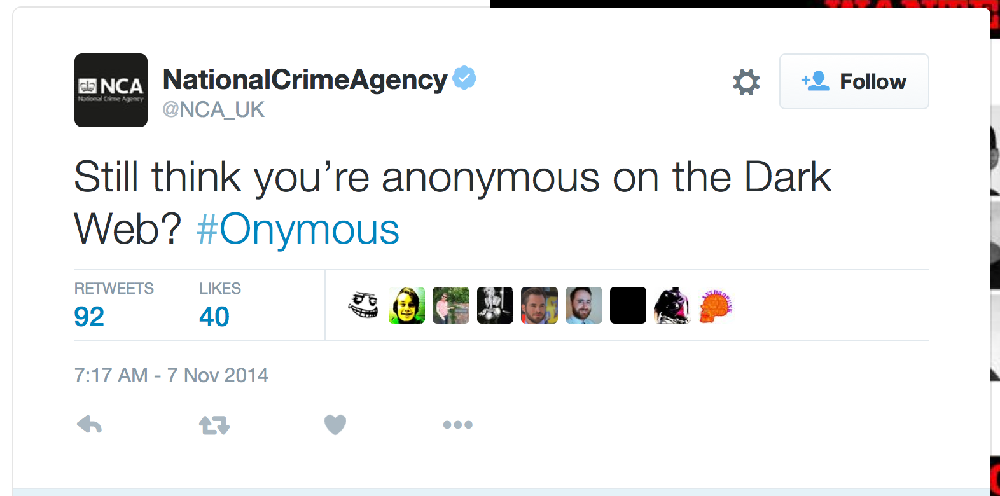 NCA
National Crime Agency
NationalCrimeAgency
@NCA_UK
Follow
Still think you’re anonymous on the Dark
Web? #Onymous
RETWEETS
LIKES
92
40
7:17 AM - 7 Nov 2014